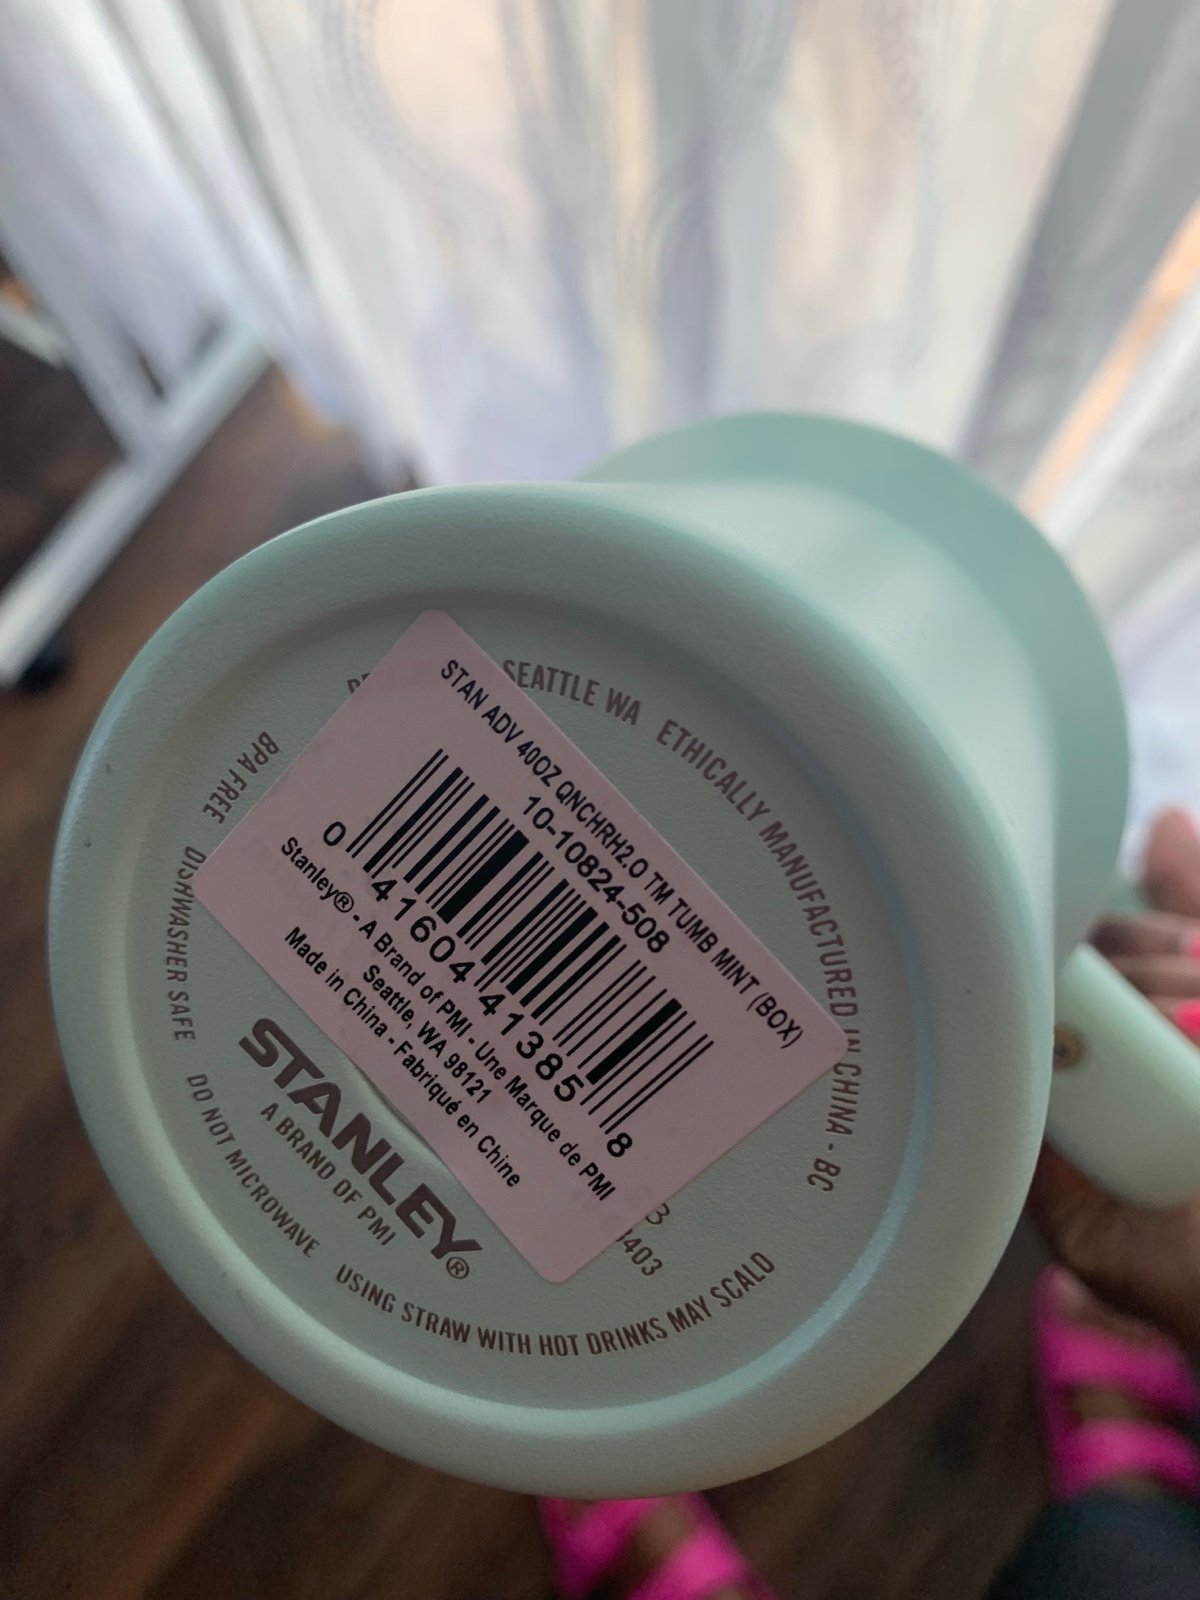 STAN ADV 40OZ QNCHRH2.0 TM TUMB MINT (BOX)
10-10824-508
0 41604 41385 8
Stanley® - A Brand of PMI - Une Marque de PMI
Seattle, WA 98121
Made in China - Fabriqué en Chine
SEATTLE WA ETHICALLY MANUFACTURED IN CHINA - BC
BPA FREE DISHWASHER SAFE DO NOT MICROWAVE USING STRAW WITH HOT DRINKS MAY SCALD
STANLEY®
A BRAND OF PMI